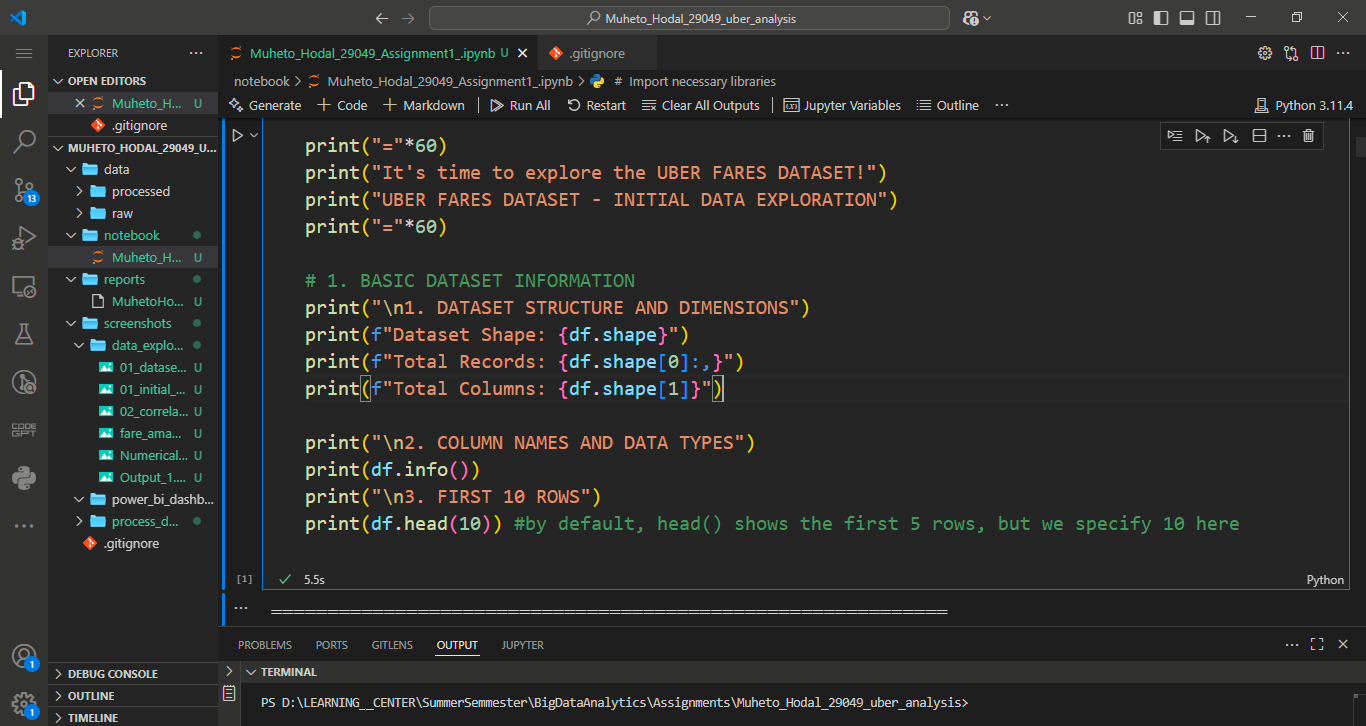 Muheto_Hodal_29049_uber_analysis
EXPLORER
OPEN EDITORS
Muheto_H... U
.gitignore
MUHETO_HODAL_29049_U...
data
processed
raw
notebook
Muheto_H... U
reports
MuhetoHo... U
screenshots
data_explo...
01_datase... U
01_initial_... U
02_correla... U
fare_ama... U
Numerical... U
Output_1.... U
power_bi_dashb...
process_d...
.gitignore
DEBUG CONSOLE
OUTLINE
TIMELINE
13
CODE
GPT
1
1
Muheto_Hodal_29049_Assignment1_.ipynb U
.gitignore
notebook > Muheto_Hodal_29049_Assignment1_.ipynb > # Import necessary libraries
Generate + Code + Markdown Run All Restart Clear All Outputs Jupyter Variables Outline ... Python 3.11.4
print("="*60)
print("It's time to explore the UBER FARES DATASET!")
print("UBER FARES DATASET - INITIAL DATA EXPLORATION")
print("="*60)
# 1. BASIC DATASET INFORMATION
print("\n1. DATASET STRUCTURE AND DIMENSIONS")
print(f"Dataset Shape: {df.shape}")
print(f"Total Records: {df.shape[0]:,}")
print(f"Total Columns: {df.shape[1]}")
print("\n2. COLUMN NAMES AND DATA TYPES")
print(df.info())
print("\n3. FIRST 10 ROWS")
print(df.head(10)) #by default, head() shows the first 5 rows, but we specify 10 here
[1] 5.5s Python
============================================================
PROBLEMS PORTS GITLENS OUTPUT JUPYTER
TERMINAL
PS D:\LEARNING__CENTER\SummerSemmester\BigDataAnalytics\Assignments\Muheto_Hodal_29049_uber_analysis>